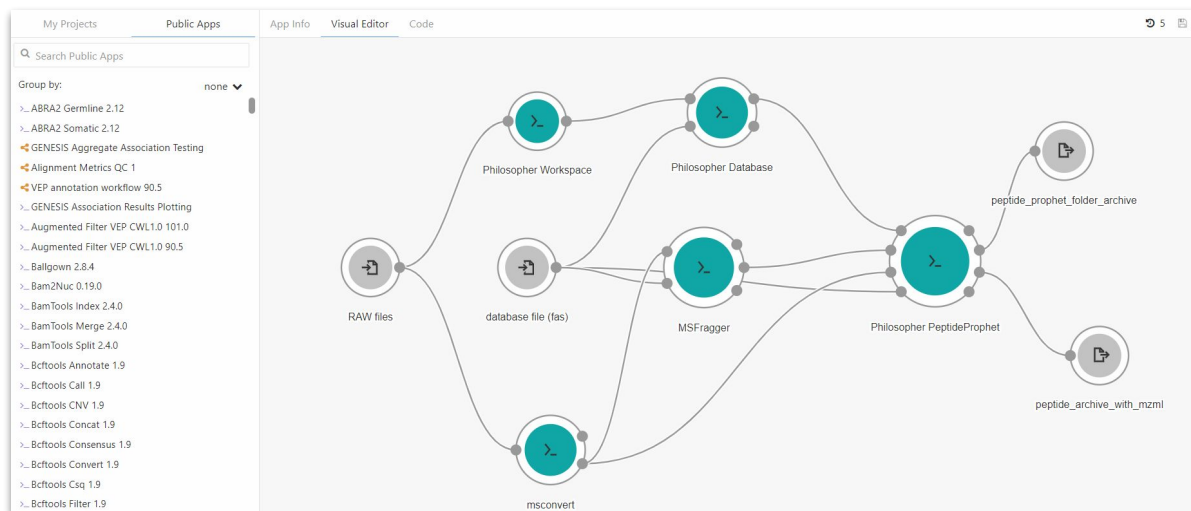 My Projects
Public Apps
App Info
Visual Editor
Code
5
Search Public Apps
Group by:
none
ABRA2 Germline 2.12
ABRA2 Somatic 2.12
GENESIS Aggregate Association Testing
Alignment Metrics QC 1
VEP annotation workflow 90.5
GENESIS Association Results Plotting
Augmented Filter VEP CWL1.0 101.0
Augmented Filter VEP CWL1.0 90.5
Ballgown 2.8.4
Bam2Nuc 0.19.0
BamTools Index 2.4.0
BamTools Merge 2.4.0
BamTools Split 2.4.0
Bcftools Annotate 1.9
Bcftools Call 1.9
Bcftools CNV 1.9
Bcftools Concat 1.9
Bcftools Consensus 1.9
Bcftools Convert 1.9
Bcftools Csq 1.9
Bcftools Filter 1.9
Philosopher Workspace
Philosopher Database
peptide_prophet_folder_archive
RAW files
database file (fas)
MSFragger
Philosopher PeptideProphet
peptide_archive_with_mzml
msconvert